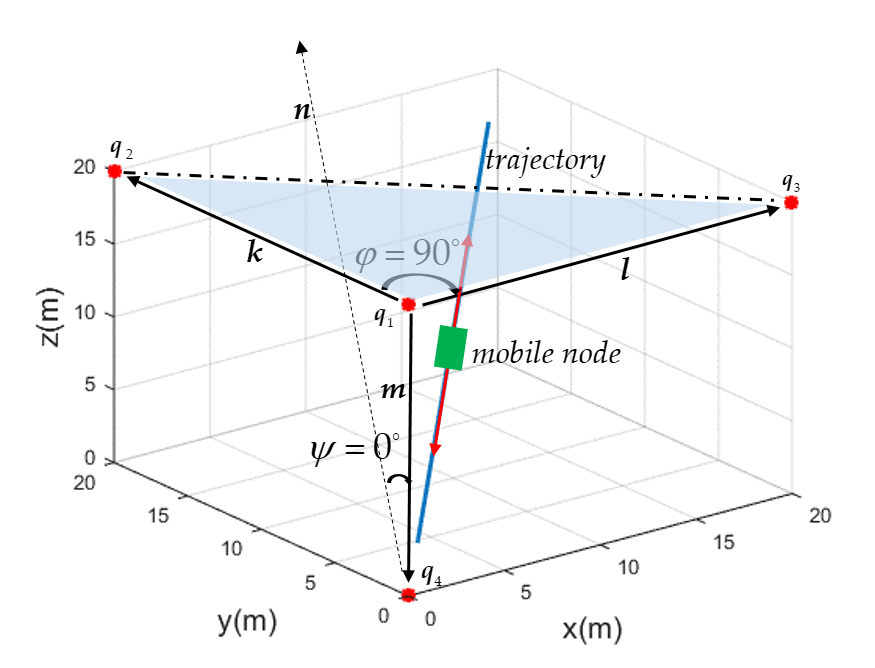 n
q₂
20
trajectory
q₃
15
k
φ = 90°
l
z(m)
10
q₁
mobile node
5
m
ψ = 0°
0
20
15
10
5
q₄
0
0
5
10
15
20
y(m)
x(m)